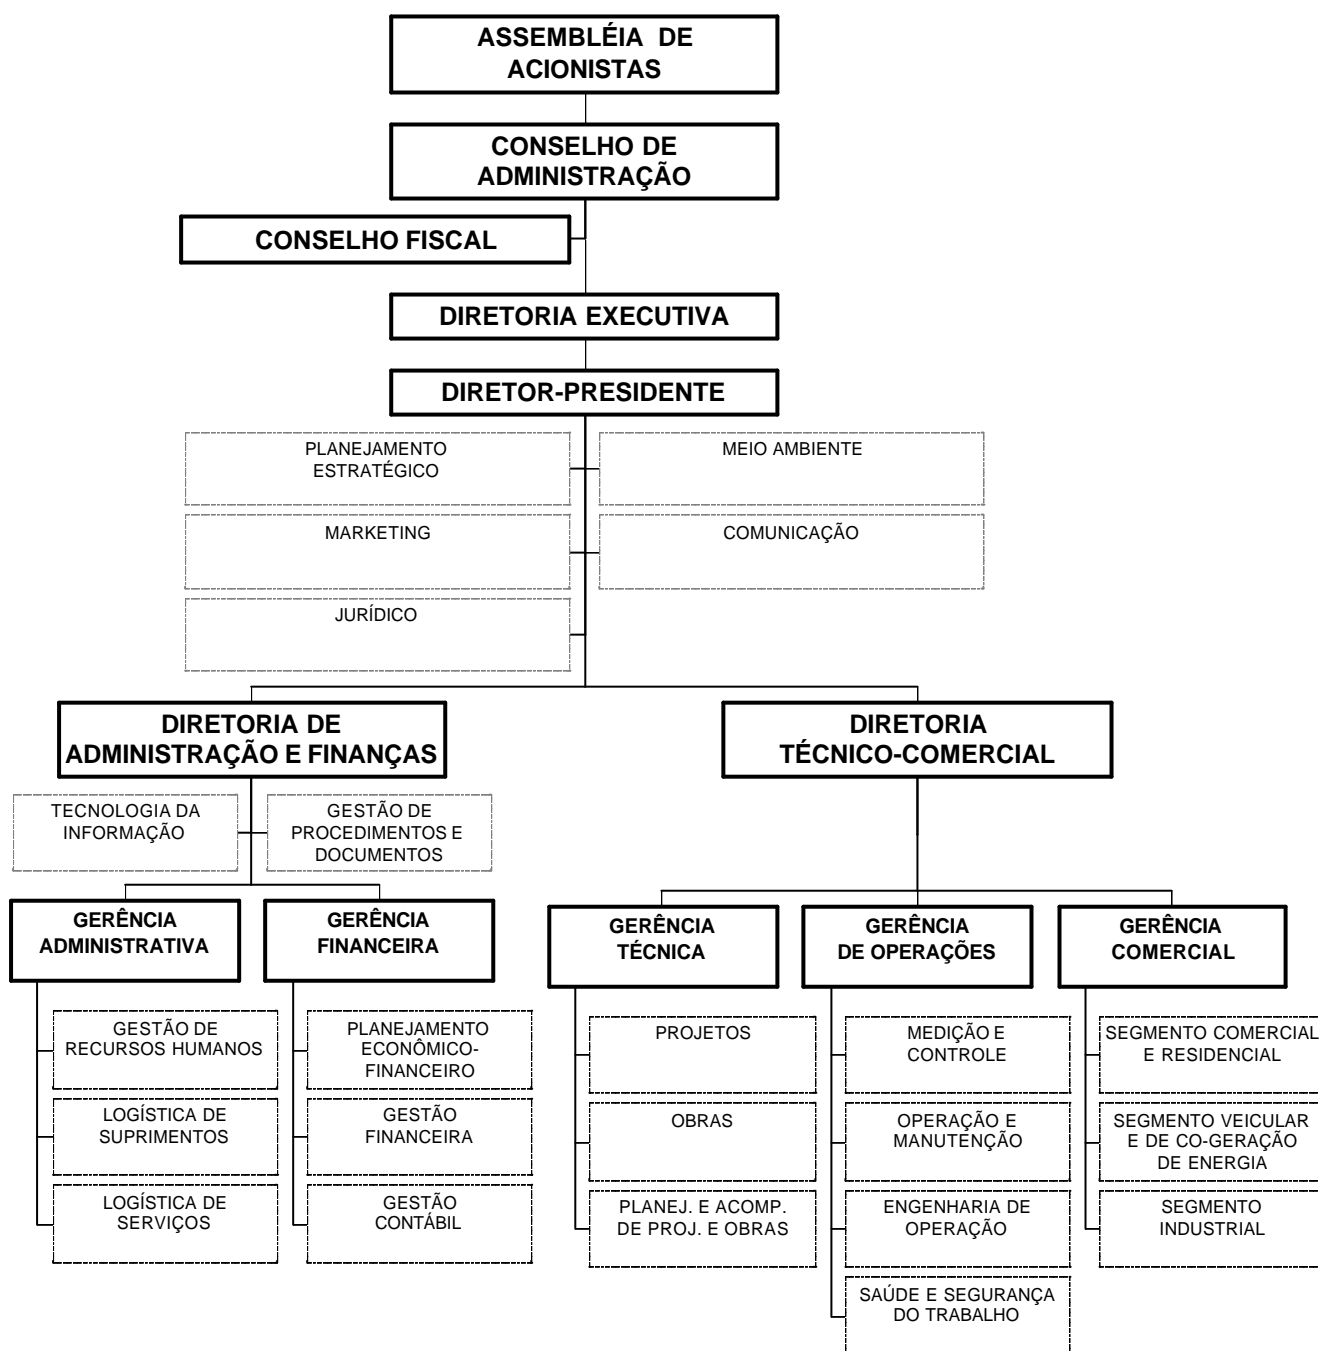 ASSEMBLÉIA DE
ACIONISTAS
CONSELHO DE
ADMINISTRAÇÃO
CONSELHO FISCAL
DIRETORIA EXECUTIVA
DIRETOR-PRESIDENTE
PLANEJAMENTO
ESTRATÉGICO
MEIO AMBIENTE
MARKETING
COMUNICAÇÃO
JURÍDICO
DIRETORIA DE
ADMINISTRAÇÃO E FINANÇAS
DIRETORIA
TÉCNICO-COMERCIAL
TECNOLOGIA DA
INFORMAÇÃO
GESTÃO DE
PROCEDIMENTOS E
DOCUMENTOS
GERÊNCIA
ADMINISTRATIVA
GERÊNCIA
FINANCEIRA
GERÊNCIA
TÉCNICA
GERÊNCIA
DE OPERAÇÕES
GERÊNCIA
COMERCIAL
GESTÃO DE
RECURSOS HUMANOS
PLANEJAMENTO
ECONÔMICO-
FINANCEIRO
PROJETOS
MEDIÇÃO E
CONTROLE
SEGMENTO COMERCIAL
E RESIDENCIAL
LOGÍSTICA DE
SUPRIMENTOS
GESTÃO
FINANCEIRA
OBRAS
OPERAÇÃO E
MANUTENÇÃO
SEGMENTO VEICULAR
E DE CO-GERAÇÃO
DE ENERGIA
LOGÍSTICA DE
SERVIÇOS
GESTÃO
CONTÁBIL
PLANEJ. E ACOMP.
DE PROJ. E OBRAS
ENGENHARIA DE
OPERAÇÃO
SEGMENTO
INDUSTRIAL
SAÚDE E SEGURANÇA
DO TRABALHO